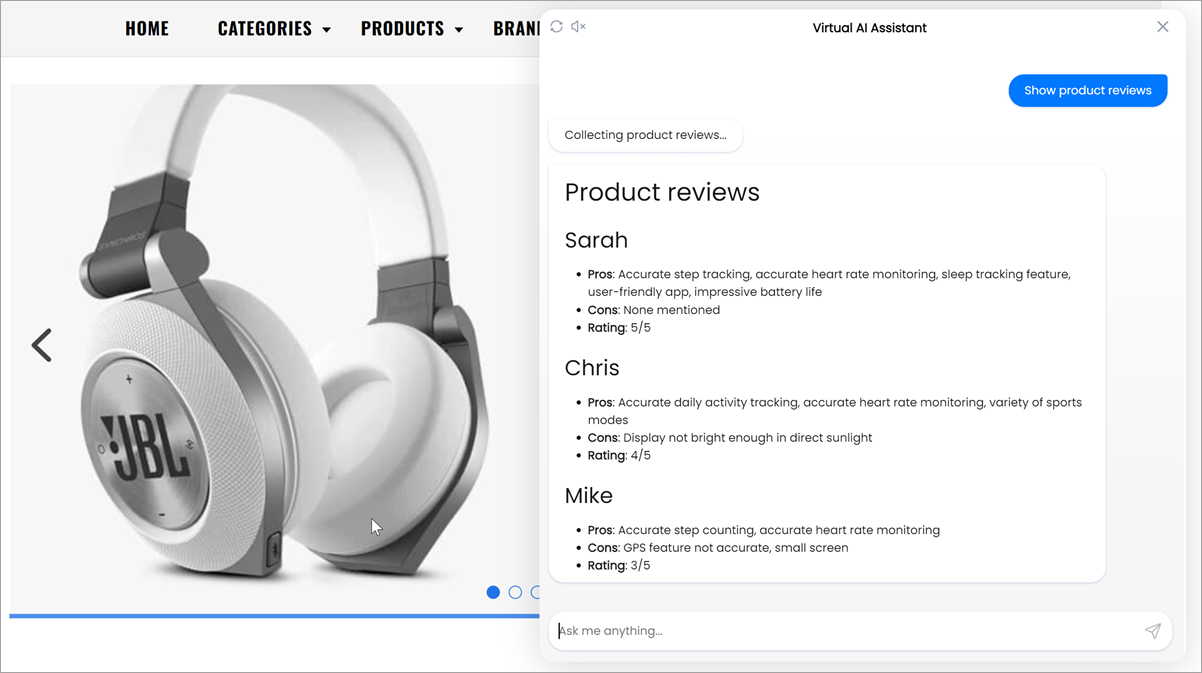 HOME CATEGORIES PRODUCTS BRAN
Virtual AI Assistant
Show product reviews
Collecting product reviews...
Product reviews
Sarah
Pros: Accurate step tracking, accurate heart rate monitoring, sleep tracking feature,
user-friendly app, impressive battery life
Cons: None mentioned
Rating: 5/5
Chris
Pros: Accurate daily activity tracking, accurate heart rate monitoring, variety of sports
modes
Cons: Display not bright enough in direct sunlight
Rating: 4/5
Mike
Pros: Accurate step counting, accurate heart rate monitoring
Cons: GPS feature not accurate, small screen
Rating: 3/5
Ask me anything...
SYNCHROS
JBL